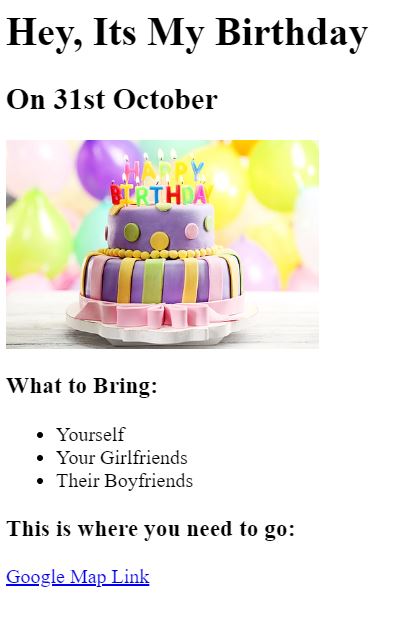 Hey, Its My Birthday
On 31st October
HAPPY
BIRTHDAY
What to Bring:
Yourself
Your Girlfriends
Their Boyfriends
This is where you need to go:
Google Map Link